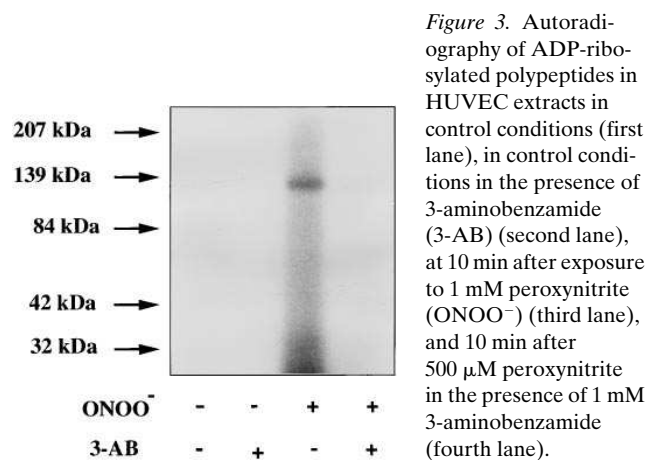 207 kDa
139 kDa
84 kDa
42 kDa
32 kDa
ONOO⁻ - - + +
3-AB - + - +
Figure 3. Autoradi-
ography of ADP-ribo-
sylated polypeptides in
HUVEC extracts in
control conditions (first
lane), in control condi-
tions in the presence of
3-aminobenzamide
(3-AB) (second lane),
at 10 min after exposure
to 1 mM peroxynitrite
(ONOO⁻) (third lane),
and 10 min after
500 μM peroxynitrite
in the presence of 1 mM
3-aminobenzamide
(fourth lane).